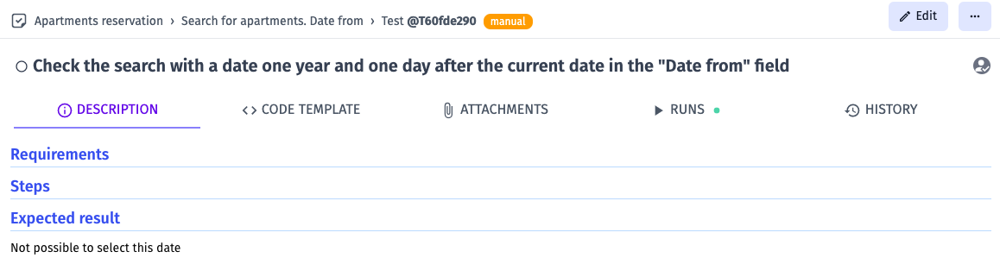 Apartments reservation › Search for apartments. Date from › Test @T60fde290 manual
Edit ...
Check the search with a date one year and one day after the current date in the "Date from" field
DESCRIPTION CODE TEMPLATE ATTACHMENTS RUNS HISTORY
Requirements
Steps
Expected result
Not possible to select this date